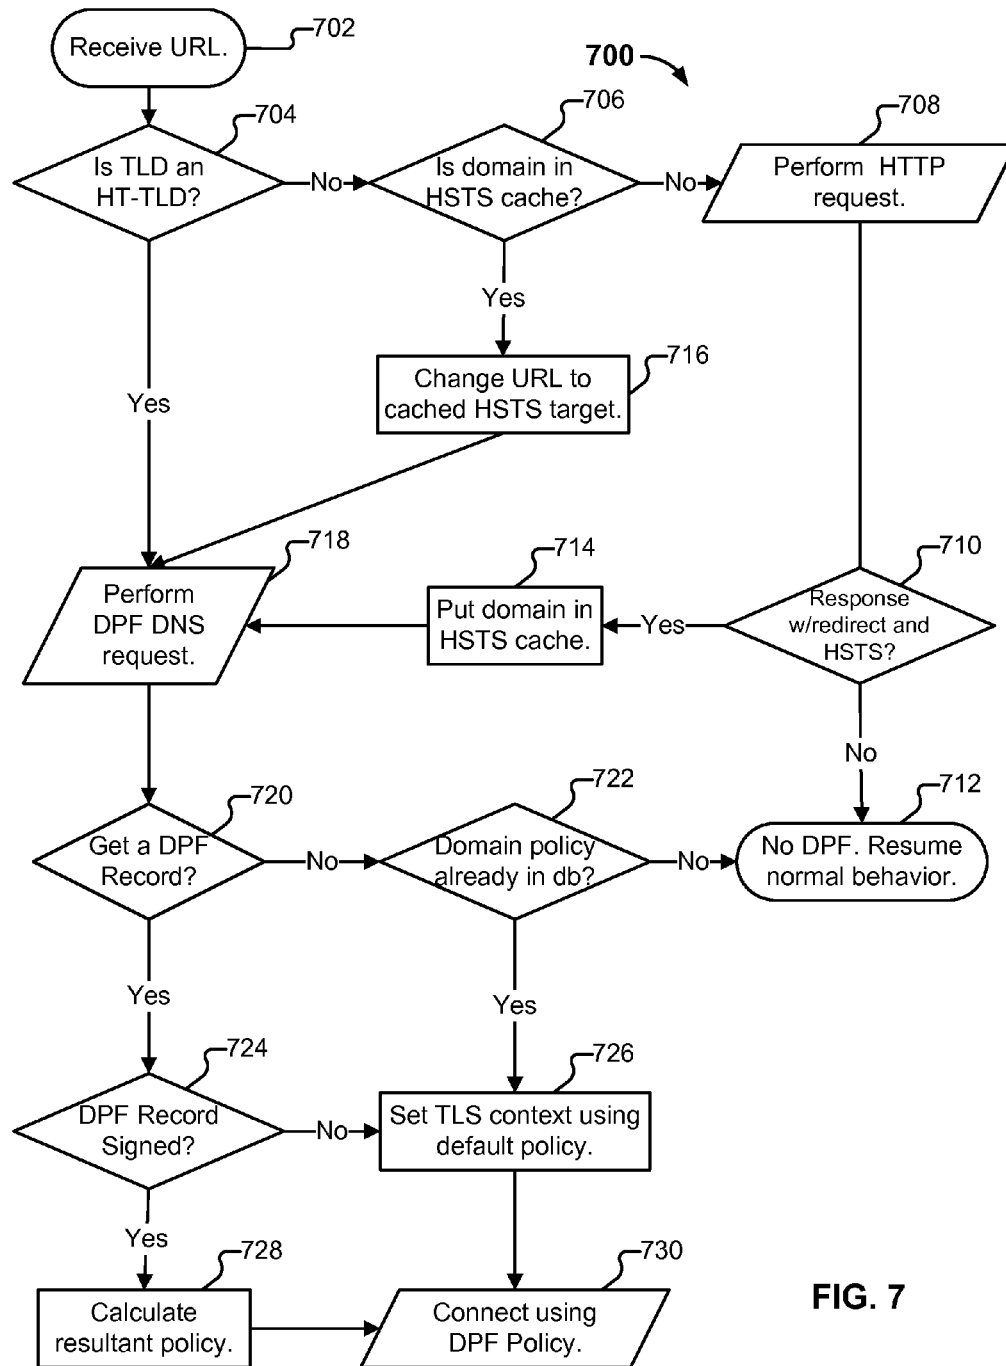 Receive URL.
702
700
704
Is TLD an
HT-TLD?
No
706
Is domain in
HSTS cache?
No
708
Perform HTTP
request.
Yes
Yes
716
Change URL to
cached HSTS target.
718
Perform
DPF DNS
request.
714
Put domain in
HSTS cache.
Yes
710
Response
w/redirect and
HSTS?
No
720
Get a DPF
Record?
No
722
Domain policy
already in db?
No
712
No DPF. Resume
normal behavior.
Yes
Yes
724
DPF Record
Signed?
No
726
Set TLS context using
default policy.
Yes
728
Calculate
resultant policy.
730
Connect using
DPF Policy.
FIG. 7